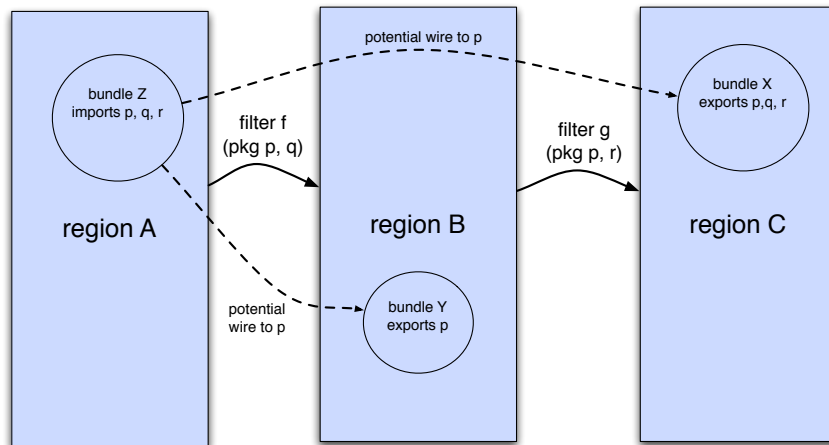 potential wire to p
bundle Z
imports p, q, r
filter f
(pkg p, q)
filter g
(pkg p, r)
bundle X
exports p,q, r
region A
region B
region C
potential
wire to p
bundle Y
exports p